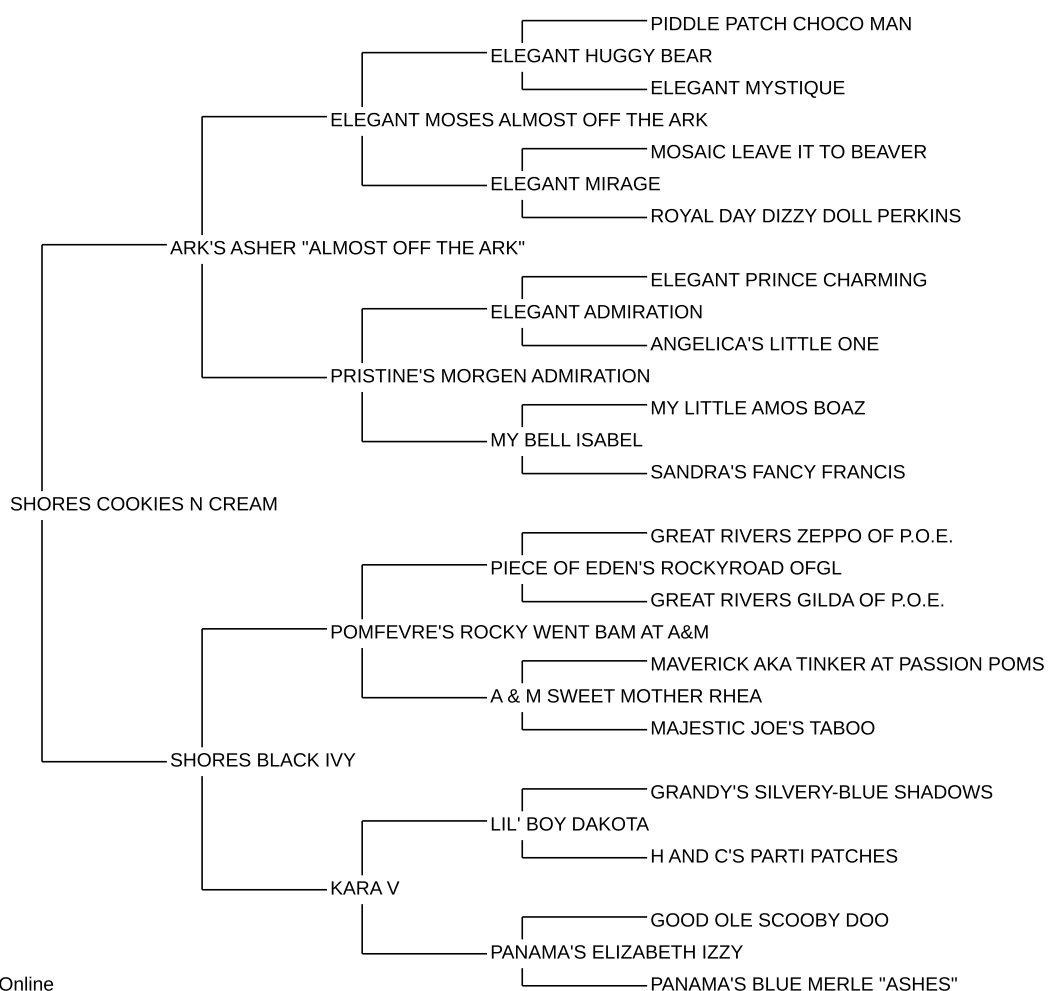 PIDDLE PATCH CHOCO MAN
ELEGANT HUGGY BEAR
ELEGANT MYSTIQUE
ELEGANT MOSES ALMOST OFF THE ARK
MOSAIC LEAVE IT TO BEAVER
ELEGANT MIRAGE
ROYAL DAY DIZZY DOLL PERKINS
ARK'S ASHER "ALMOST OFF THE ARK"
ELEGANT PRINCE CHARMING
ELEGANT ADMIRATION
ANGELICA'S LITTLE ONE
PRISTINE'S MORGEN ADMIRATION
MY LITTLE AMOS BOAZ
MY BELL ISABEL
SANDRA'S FANCY FRANCIS
SHORES COOKIES N CREAM
GREAT RIVERS ZEPPO OF P.O.E.
PIECE OF EDEN'S ROCKYROAD OFGL
GREAT RIVERS GILDA OF P.O.E.
POMFEVRE'S ROCKY WENT BAM AT A&M
MAVERICK AKA TINKER AT PASSION POMS
A & M SWEET MOTHER RHEA
MAJESTIC JOE'S TABOO
SHORES BLACK IVY
GRANDY'S SILVERY-BLUE SHADOWS
LIL' BOY DAKOTA
H AND C'S PARTI PATCHES
KARA V
GOOD OLE SCOOBY DOO
PANAMA'S ELIZABETH IZZY
PANAMA'S BLUE MERLE "ASHES"
Online